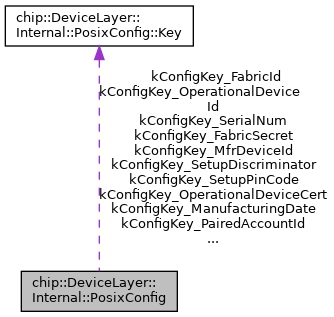 chip::DeviceLayer::
Internal::PosixConfig::Key
kConfigKey_FabricId
kConfigKey_OperationalDevice
Id
kConfigKey_SerialNum
kConfigKey_FabricSecret
kConfigKey_MfrDeviceId
kConfigKey_SetupDiscriminator
kConfigKey_SetupPinCode
kConfigKey_OperationalDeviceCert
kConfigKey_ManufacturingDate
kConfigKey_PairedAccountId
...
chip::DeviceLayer::
Internal::PosixConfig